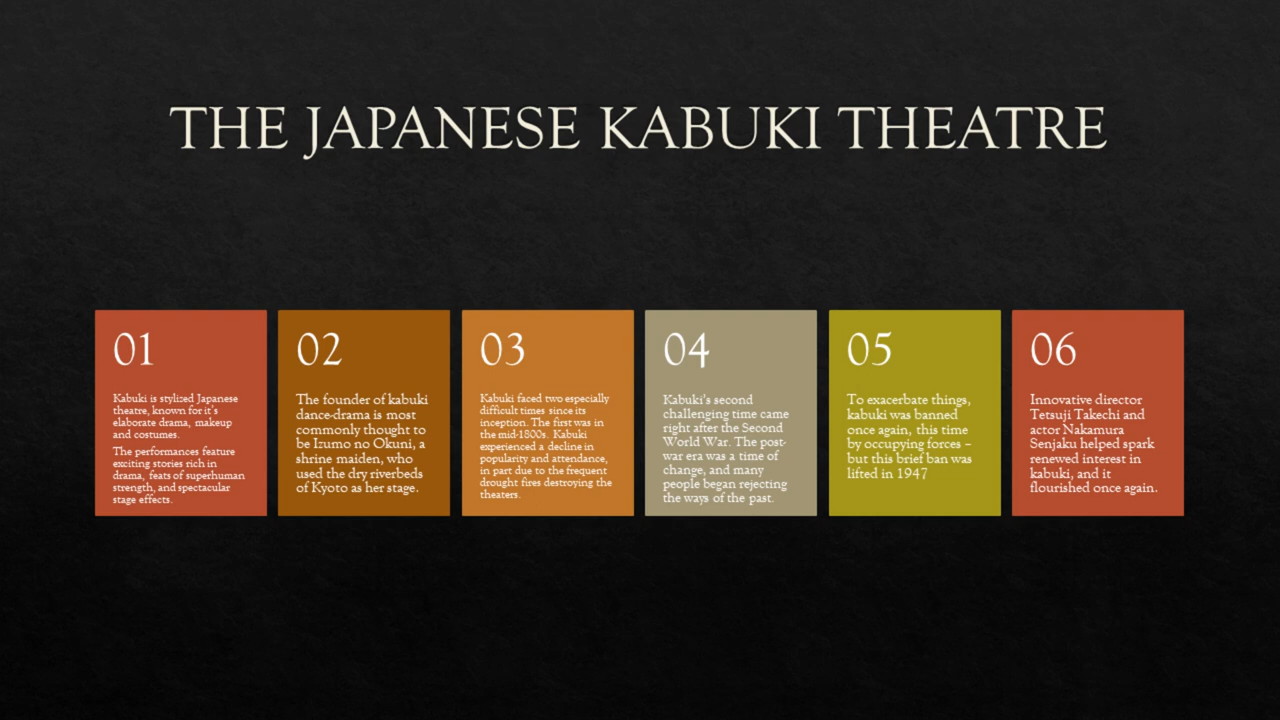 THE JAPANESE KABUKI THEATRE
01
Kabuki is stylized Japanese
theatre, known for it's
elaborate drama, makeup
and costumes.
The performances feature
exciting stories rich in
drama, feats of superhuman
strength, and spectacular
stage effects.
02
The founder of kabuki
dance-drama is most
commonly thought to
be Izumo no Okuni, a
shrine maiden, who
used the dry riverbeds
of Kyoto as her stage.
03
Kabuki faced two especially
difficult times since its
inception. The first was in
the mid-1800s. Kabuki
experienced a decline in
popularity and attendance,
in part due to the frequent
drought fires destroying the
theaters.
04
Kabuki's second
challenging time came
right after the Second
World War. The post-
war era was a time of
change, and many
people began rejecting
the ways of the past.
05
To exacerbate things,
kabuki was banned
once again, this time
by occupying forces –
but this brief ban was
lifted in 1947
06
Innovative director
Tetsuji Takechi and
actor Nakamura
Senjaku helped spark
renewed interest in
kabuki, and it
flourished once again.